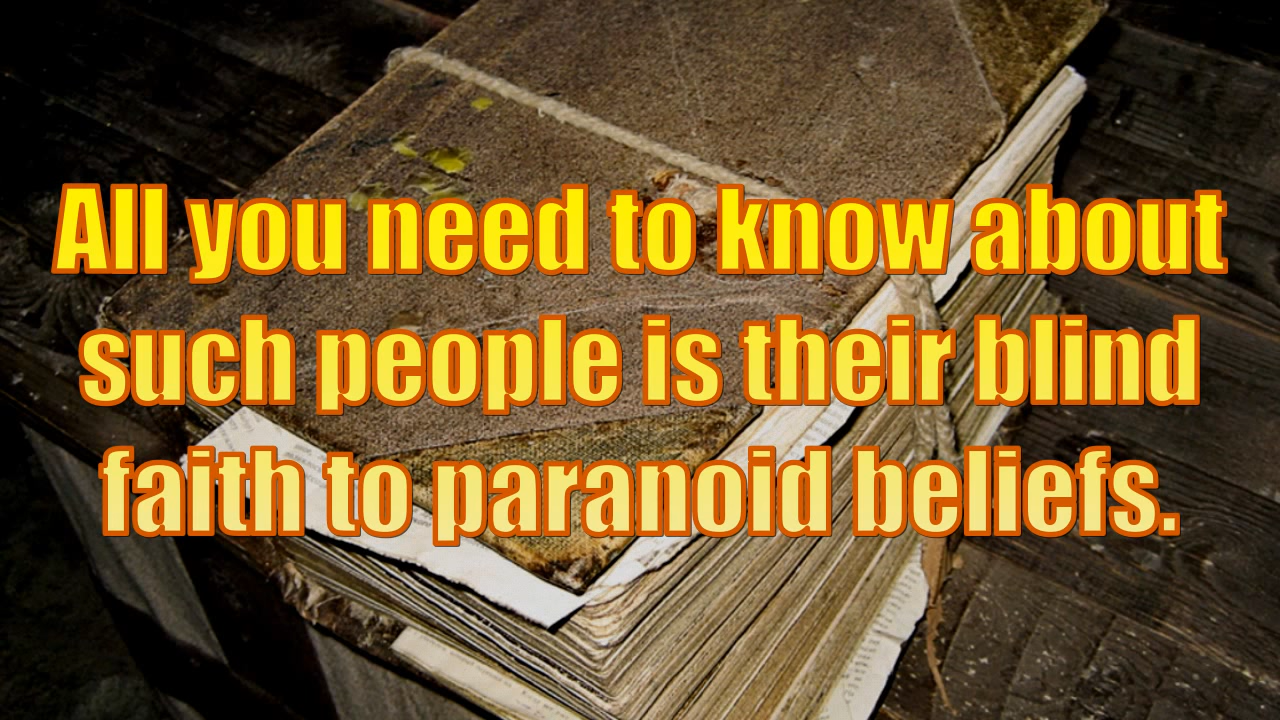 All you need to know about
such people is their blind
faith to paranoid beliefs.